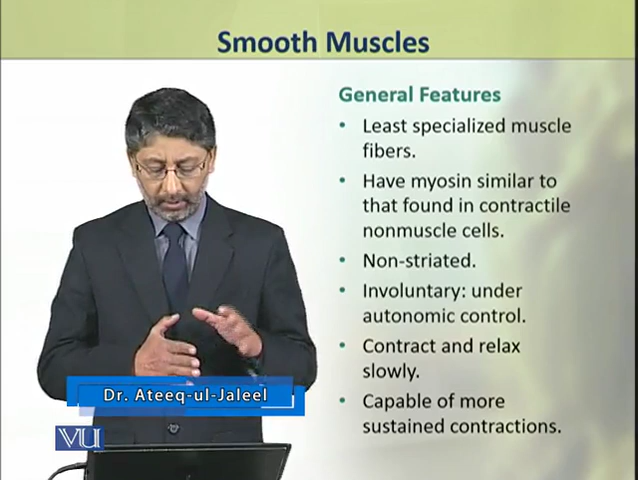 Smooth Muscles
General Features
• Least specialized muscle
fibers.
• Have myosin similar to
that found in contractile
nonmuscle cells.
• Non-striated.
• Involuntary: under
autonomic control.
• Contract and relax
slowly.
• Capable of more
sustained contractions.
Dr. Ateeq-ul-Jaleel
VU